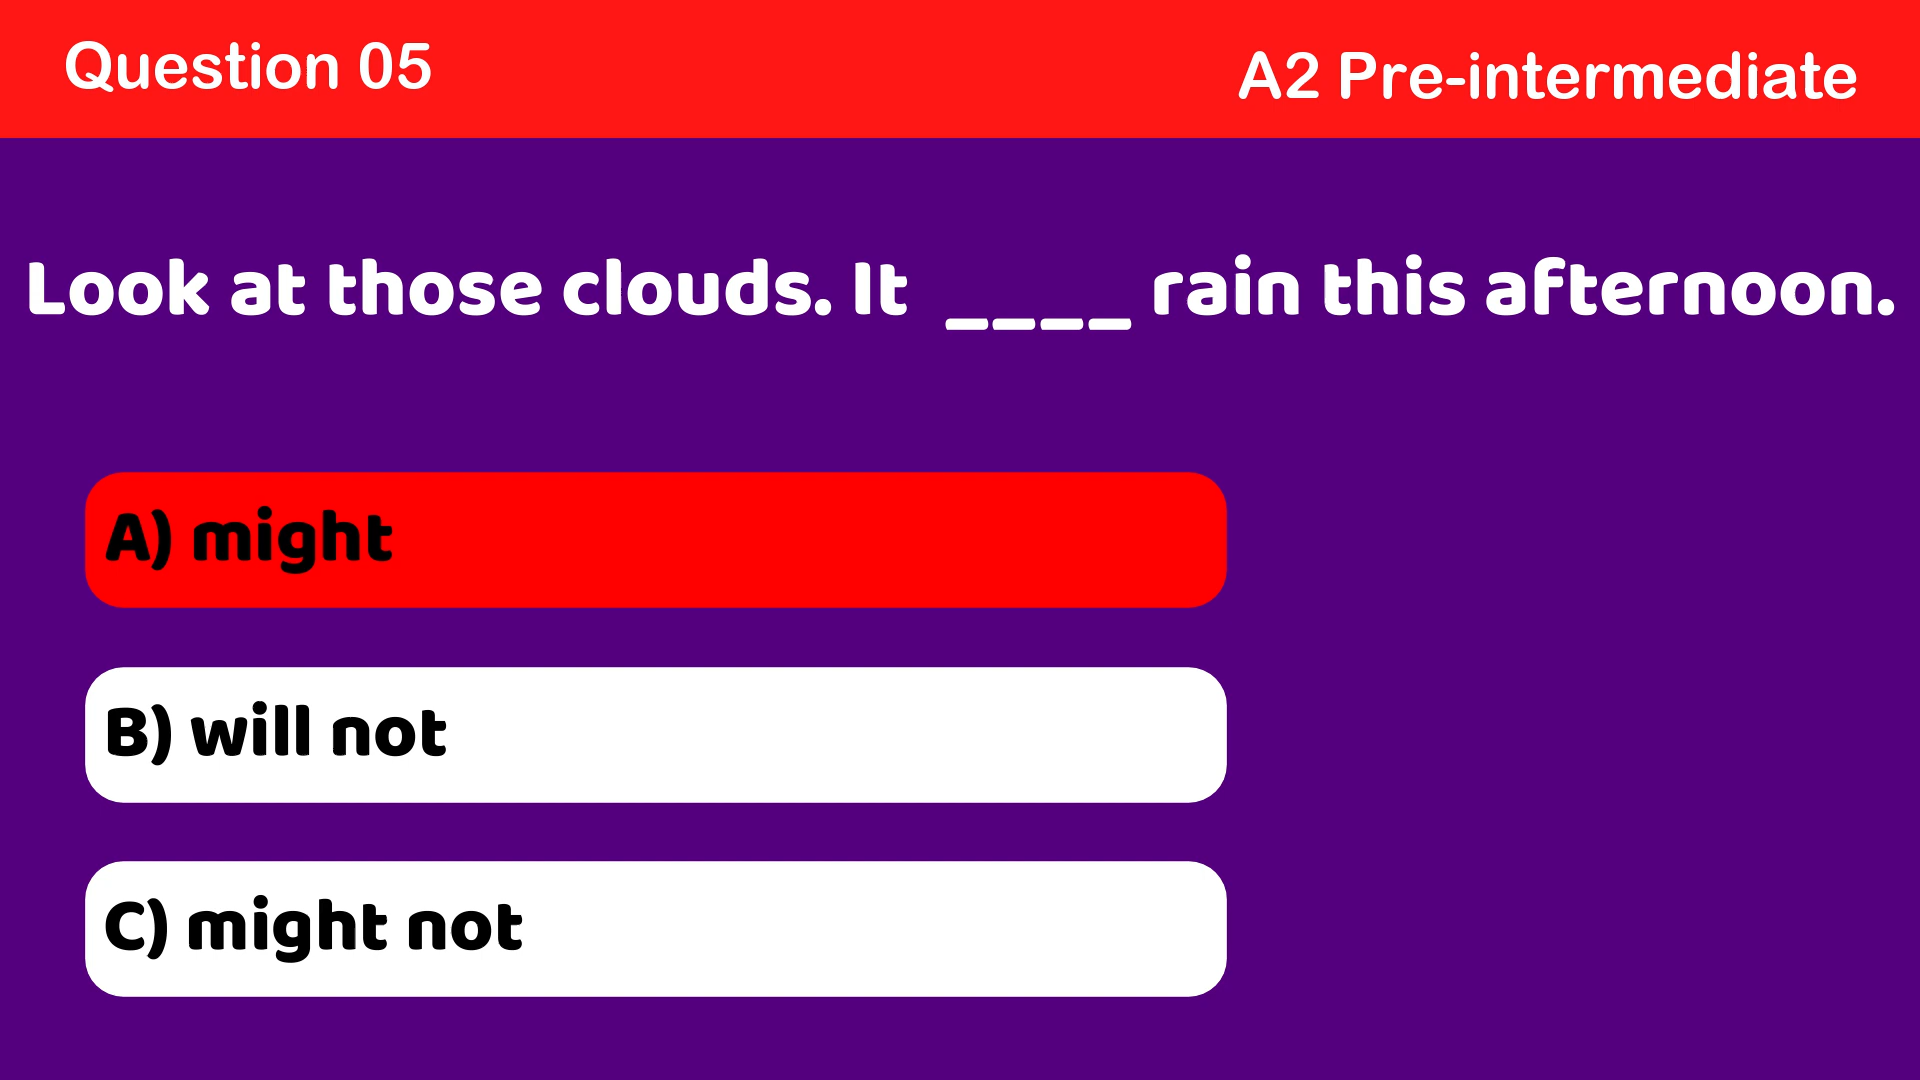 Question 05
A2 Pre-intermediate
Look at those clouds. It ____ rain this afternoon.
A) might
B) will not
C) might not